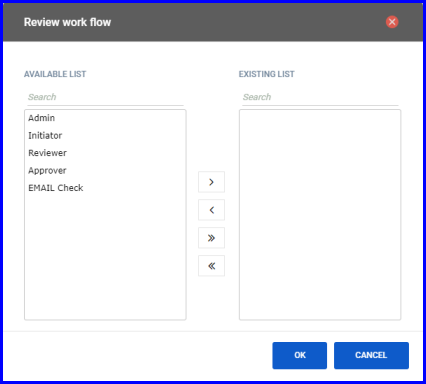 Review work flow
AVAILABLE LIST
EXISTING LIST
Search
Search
Admin
Initiator
Reviewer
Approver
EMAIL Check
>
<
»
«
OK
CANCEL